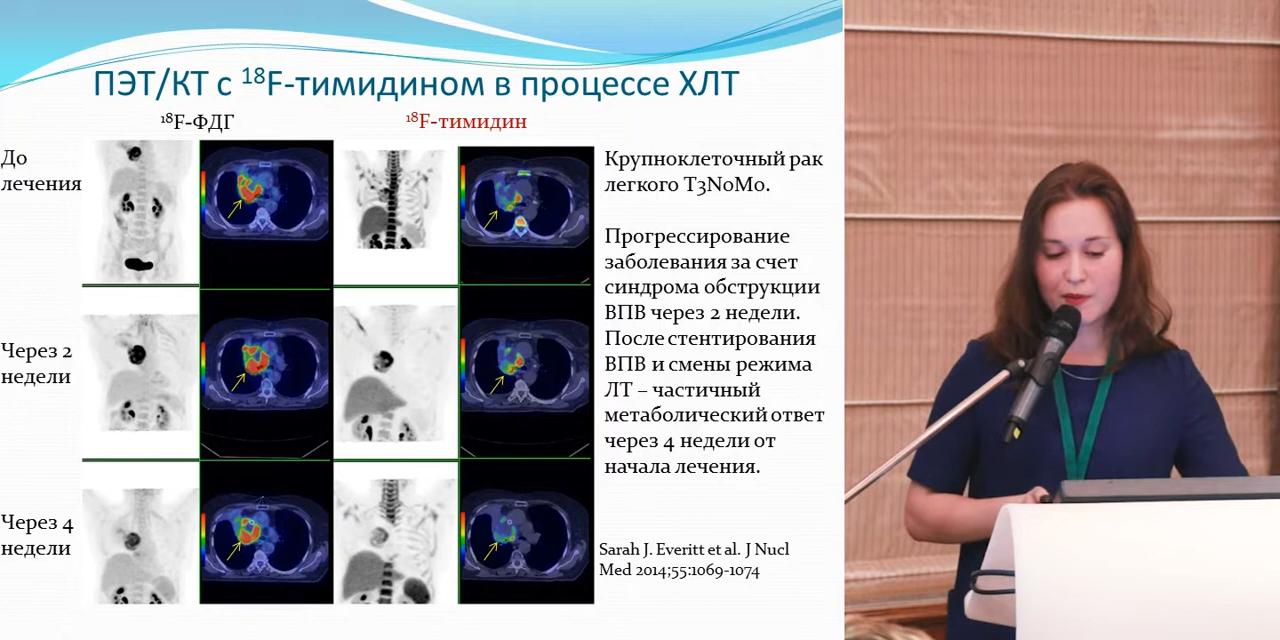 ПЭТ/КТ с ¹⁸F-тимидином в процессе ХЛТ
¹⁸F-ФДГ
¹⁸F-тимидин
До
лечения
Через 2
недели
Через 4
недели
Крупноклеточный рак
легкого T3N0M0.
Прогрессирование
заболевания за счет
синдрома обструкции
ВПВ через 2 недели.
После стентирования
ВПВ и смены режима
ЛТ – частичный
метаболический ответ
через 4 недели от
начала лечения.
Sarah J. Everitt et al. J Nucl
Med 2014;55:1069-1074